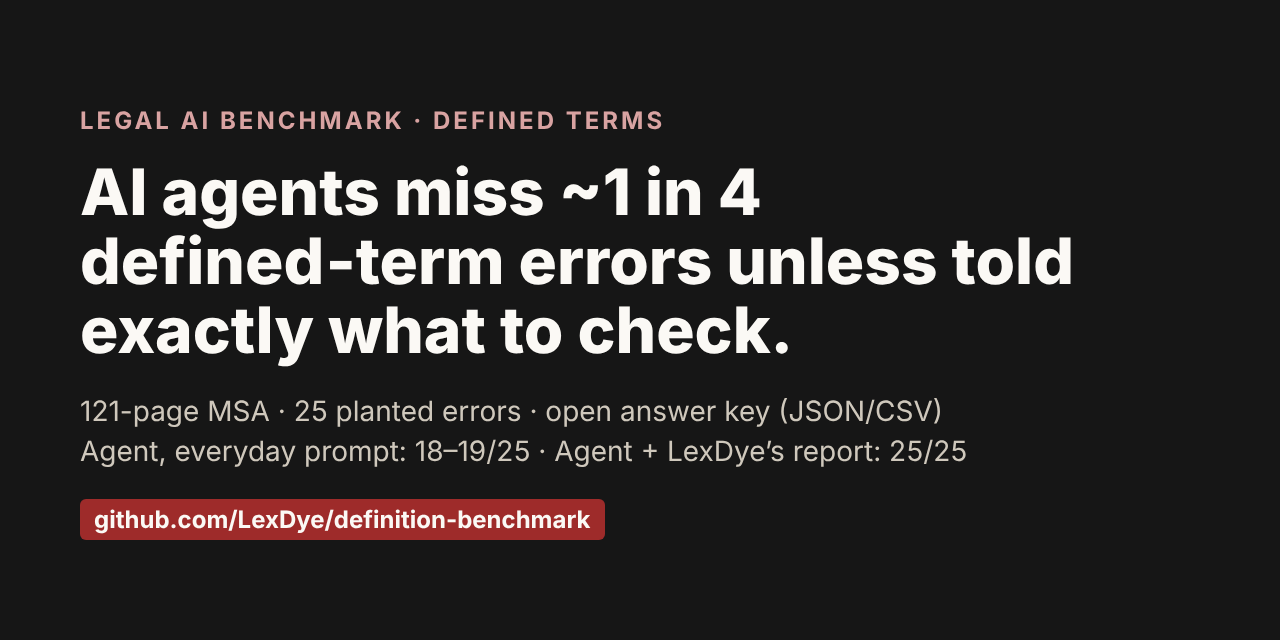 LEGAL AI BENCHMARK · DEFINED TERMS
AI agents miss ~1 in 4
defined-term errors unless told
exactly what to check.
121-page MSA · 25 planted errors · open answer key (JSON/CSV)
Agent, everyday prompt: 18–19/25 · Agent + LexDye’s report: 25/25
github.com/LexDye/definition-benchmark